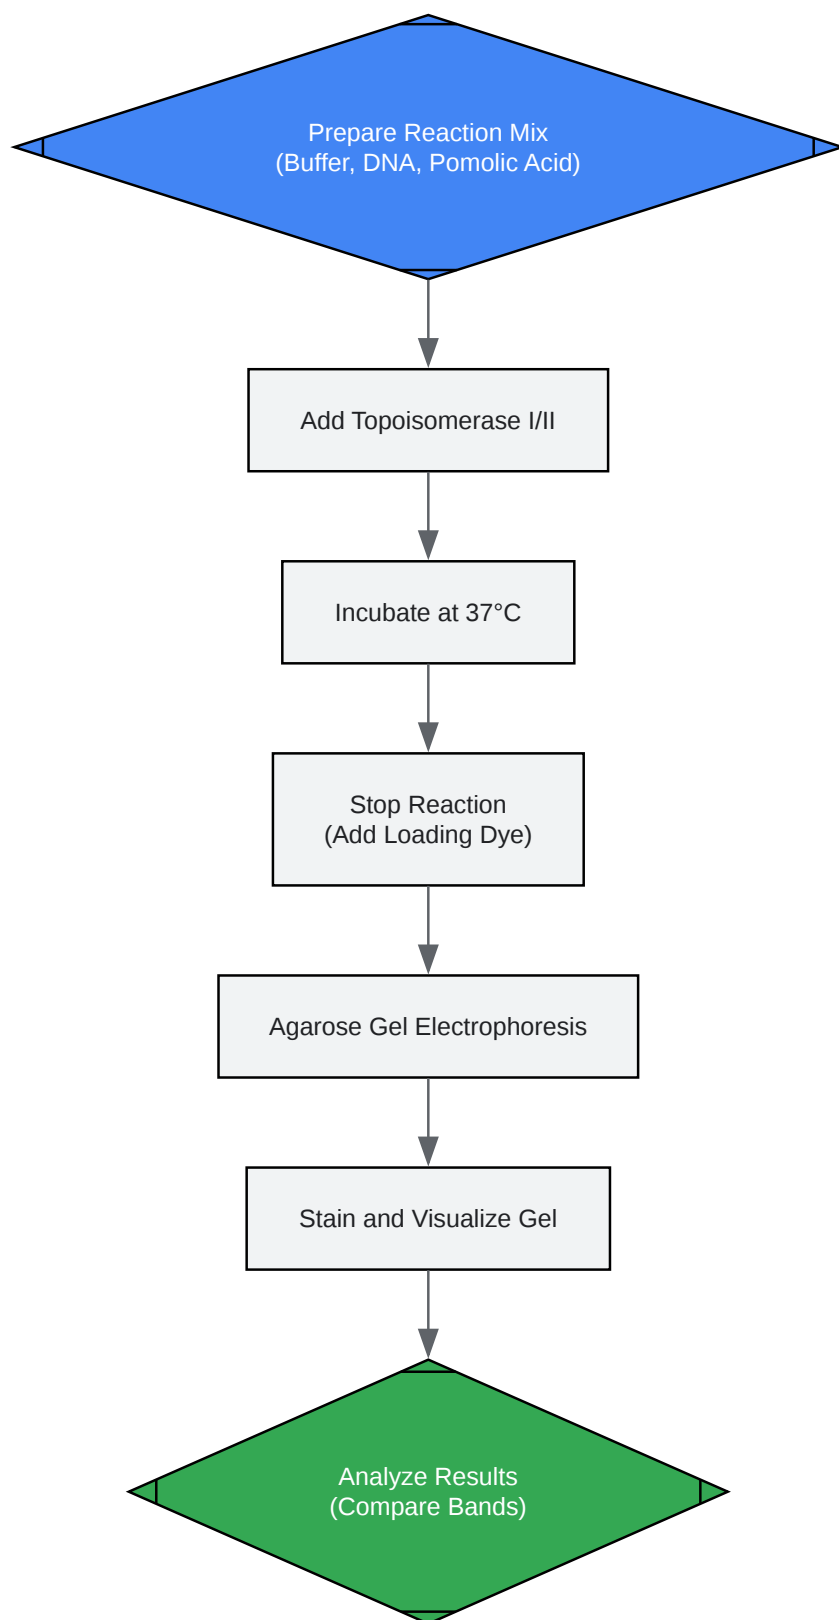 Prepare Reaction Mix
(Buffer, DNA, Pomolic Acid)
Add Topoisomerase I/II
Incubate at 37°C
Stop Reaction
(Add Loading Dye)
Agarose Gel Electrophoresis
Stain and Visualize Gel
Analyze Results
(Compare Bands)